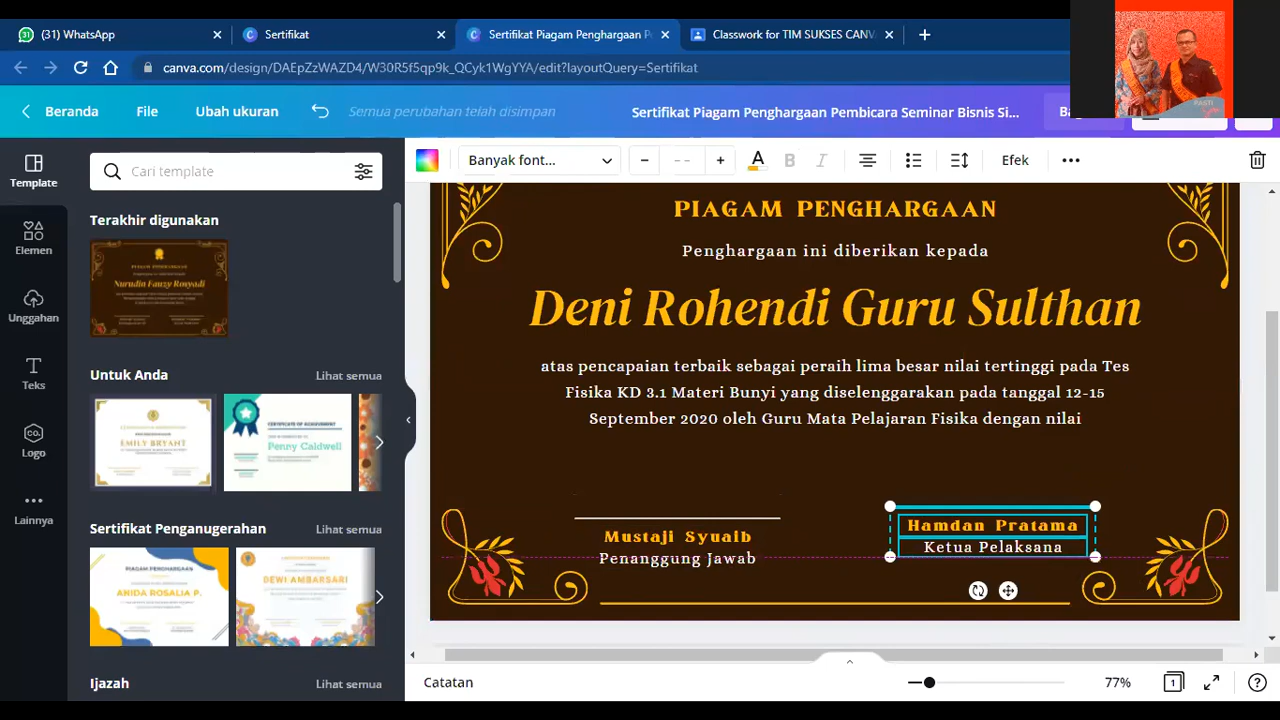 (31) WhatsApp
Sertifikat
Sertifikat Piagam Penghargaan P
Classwork for TIM SUKSES CANV
canva.com/design/DAEpZzWAZD4/W30R5f5qp9k_QCyk1WgYYA/edit?layoutQuery=Sertifikat
Beranda
File
Ubah ukuran
Semua perubahan telah disimpan
Sertifikat Piagam Penghargaan Pembicara Seminar Bisnis Si...
Ba
PASTI
Template
Elemen
Unggahan
Teks
Logo
Lainnya
Cari template
Banyak font...
Efek
Terakhir digunakan
PIAGAM PENGHARGAAN
Nurudin Fauzy Rosyadi
Untuk Anda
Lihat semua
EMILY BRYANT
CERTIFICATE OF ACHIEVEMENT
Penny Caldwell
Sertifikat Penganugerahan
Lihat semua
PIAGAM PENGHARGAAN
ANIDA ROSALIA P.
DEWI AMBARSARI
Ijazah
Lihat semua
PIAGAM PENGHARGAAN
Penghargaan ini diberikan kepada
Deni Rohendi Guru Sulthan
atas pencapaian terbaik sebagai peraih lima besar nilai tertinggi pada Tes
Fisika KD 3.1 Materi Bunyi yang diselenggarakan pada tanggal 12-15
September 2020 oleh Guru Mata Pelajaran Fisika dengan nilai
Mustaji Syuaib
Penanggung Jawab
Hamdan Pratama
Ketua Pelaksana
Catatan
77%
1